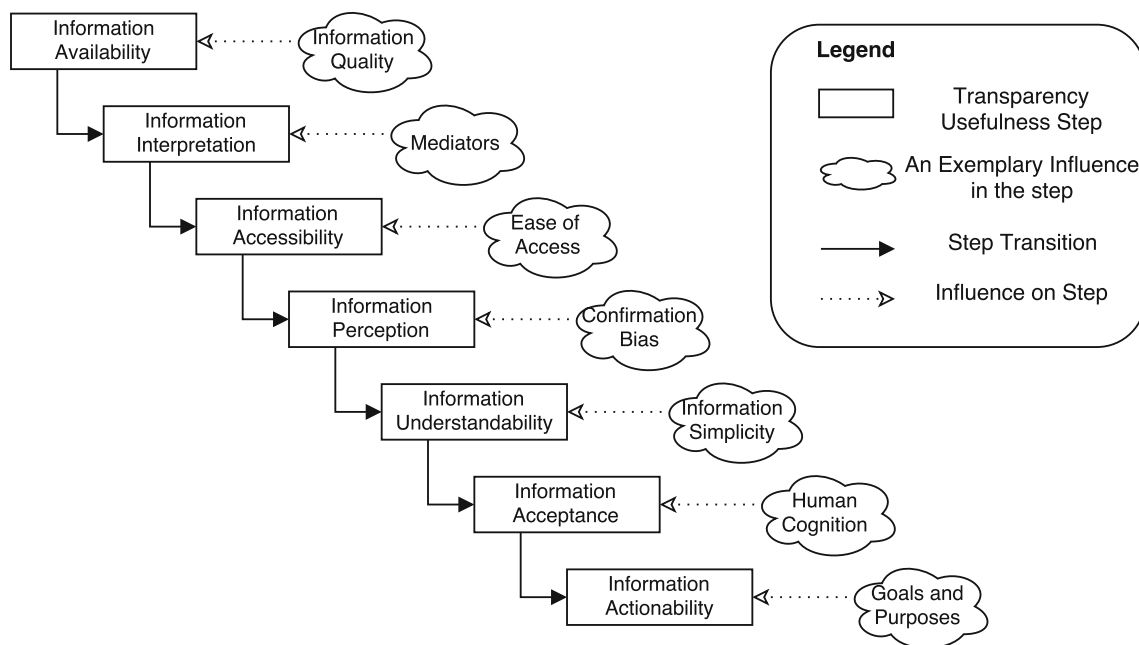 Information
Availability
Information
Quality
Information
Interpretation
Mediators
Information
Accessibility
Ease of
Access
Information
Perception
Confirmation
Bias
Information
Understandability
Information
Simplicity
Information
Acceptance
Human
Cognition
Information
Actionability
Goals and
Purposes
Legend
Transparency
Usefulness Step
An Exemplary Influence
in the step
Step Transition
Influence on Step